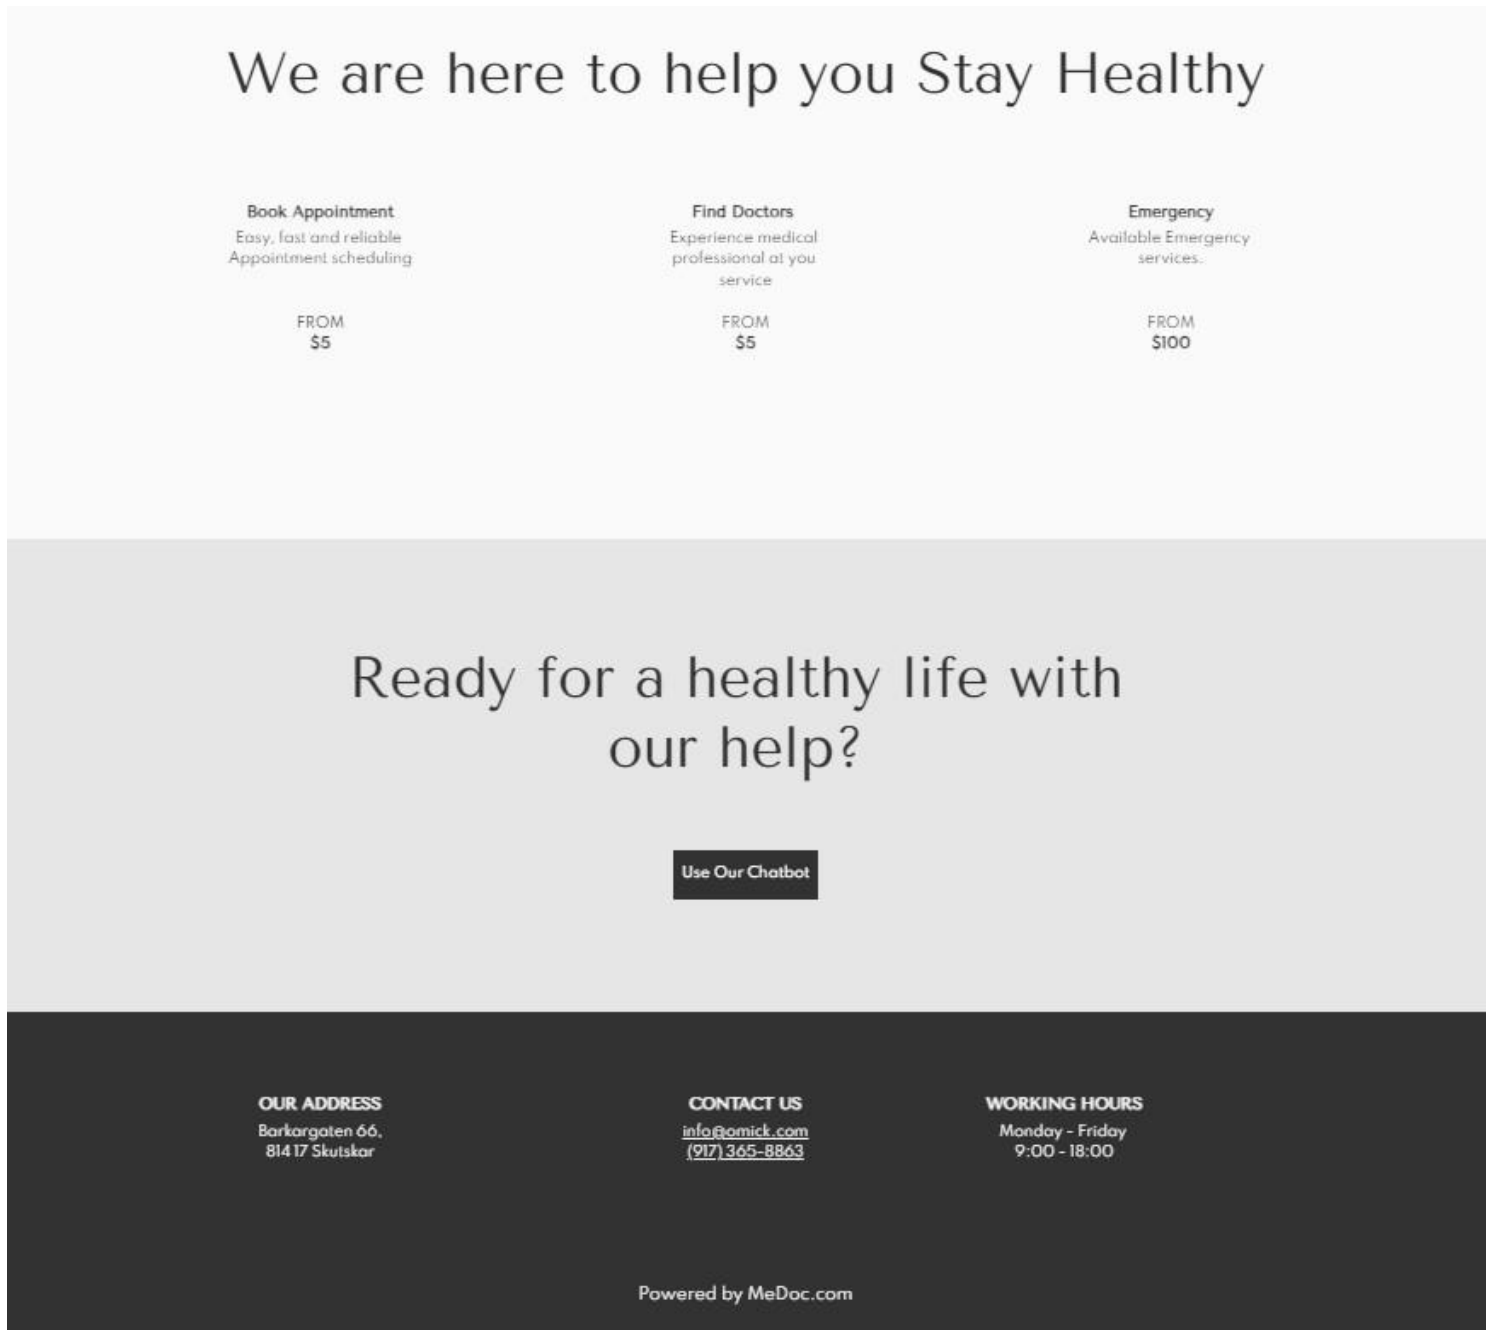 We are here to help you Stay Healthy
Book Appointment
Easy, fast and reliable
Appointment scheduling
FROM
$5
Find Doctors
Experience medical
professional at you
service
FROM
$5
Emergency
Available Emergency
services.
FROM
$100
Ready for a healthy life with
our help?
Use Our Chatbot
OUR ADDRESS
Barkargaten 66,
814 17 Skutskar
CONTACT US
info@omick.com
(917) 365-8863
WORKING HOURS
Monday - Friday
9:00 - 18:00
Powered by MeDoc.com